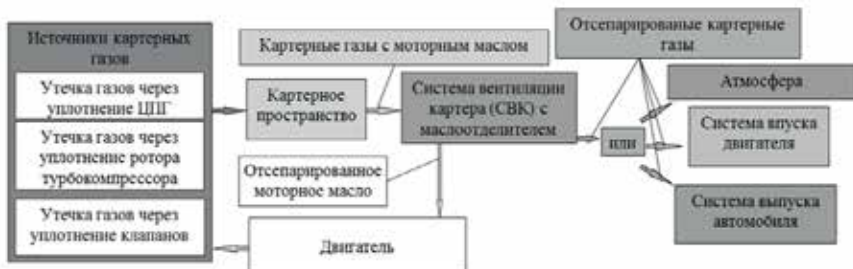 Источники картерных
газов
Утечка газов через
уплотнение ЦПГ
Утечка газов через
уплотнение ротора
турбокомпрессора
Утечка газов через
уплотнение клапанов
Картерные газы с моторным маслом
Картерное
пространство
Система вентиляции
картера (СВК) с
маслоотделителем
Отсепарированное
моторное масло
Двигатель
Отсепарированые картерные
газы
или
Атмосфера
Система впуска
двигателя
Система выпуска
автомобиля